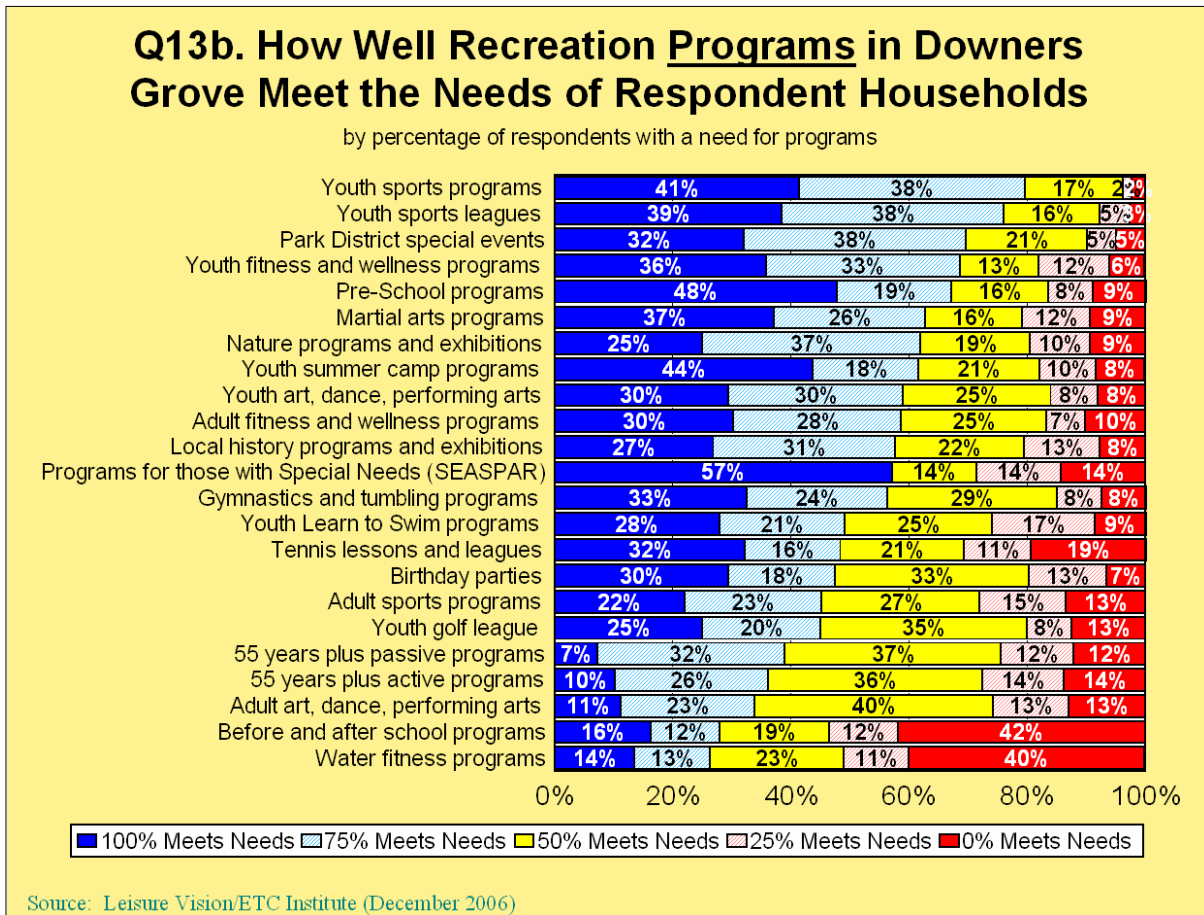 Q13b. How Well Recreation Programs in Downers
Grove Meet the Needs of Respondent Households
by percentage of respondents with a need for programs
Youth sports programs 41% 38% 17% 2% 2%
Youth sports leagues 39% 38% 16% 5% 3%
Park District special events 32% 38% 21% 5% 5%
Youth fitness and wellness programs 36% 33% 13% 12% 6%
Pre-School programs 48% 19% 16% 8% 9%
Martial arts programs 37% 26% 16% 12% 9%
Nature programs and exhibitions 25% 37% 19% 10% 9%
Youth summer camp programs 44% 18% 21% 10% 8%
Youth art, dance, performing arts 30% 30% 25% 8% 8%
Adult fitness and wellness programs 30% 28% 25% 7% 10%
Local history programs and exhibitions 27% 31% 22% 13% 8%
Programs for those with Special Needs (SEASPAR) 57% 14% 14% 14%
Gymnastics and tumbling programs 33% 24% 29% 8% 8%
Youth Learn to Swim programs 28% 21% 25% 17% 9%
Tennis lessons and leagues 32% 16% 21% 11% 19%
Birthday parties 30% 18% 33% 13% 7%
Adult sports programs 22% 23% 27% 15% 13%
Youth golf league 25% 20% 35% 8% 13%
55 years plus passive programs 7% 32% 37% 12% 12%
55 years plus active programs 10% 26% 36% 14% 14%
Adult art, dance, performing arts 11% 23% 40% 13% 13%
Before and after school programs 16% 12% 19% 12% 42%
Water fitness programs 14% 13% 23% 11% 40%
0% 20% 40% 60% 80% 100%
100% Meets Needs 75% Meets Needs 50% Meets Needs 25% Meets Needs 0% Meets Needs
Source: Leisure Vision/ETC Institute (December 2006)